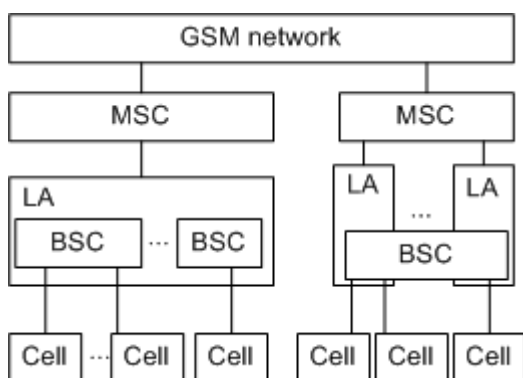 GSM network
MSC MSC
LA LA LA
BSC ... BSC ... BSC
Cell ... Cell Cell Cell Cell Cell